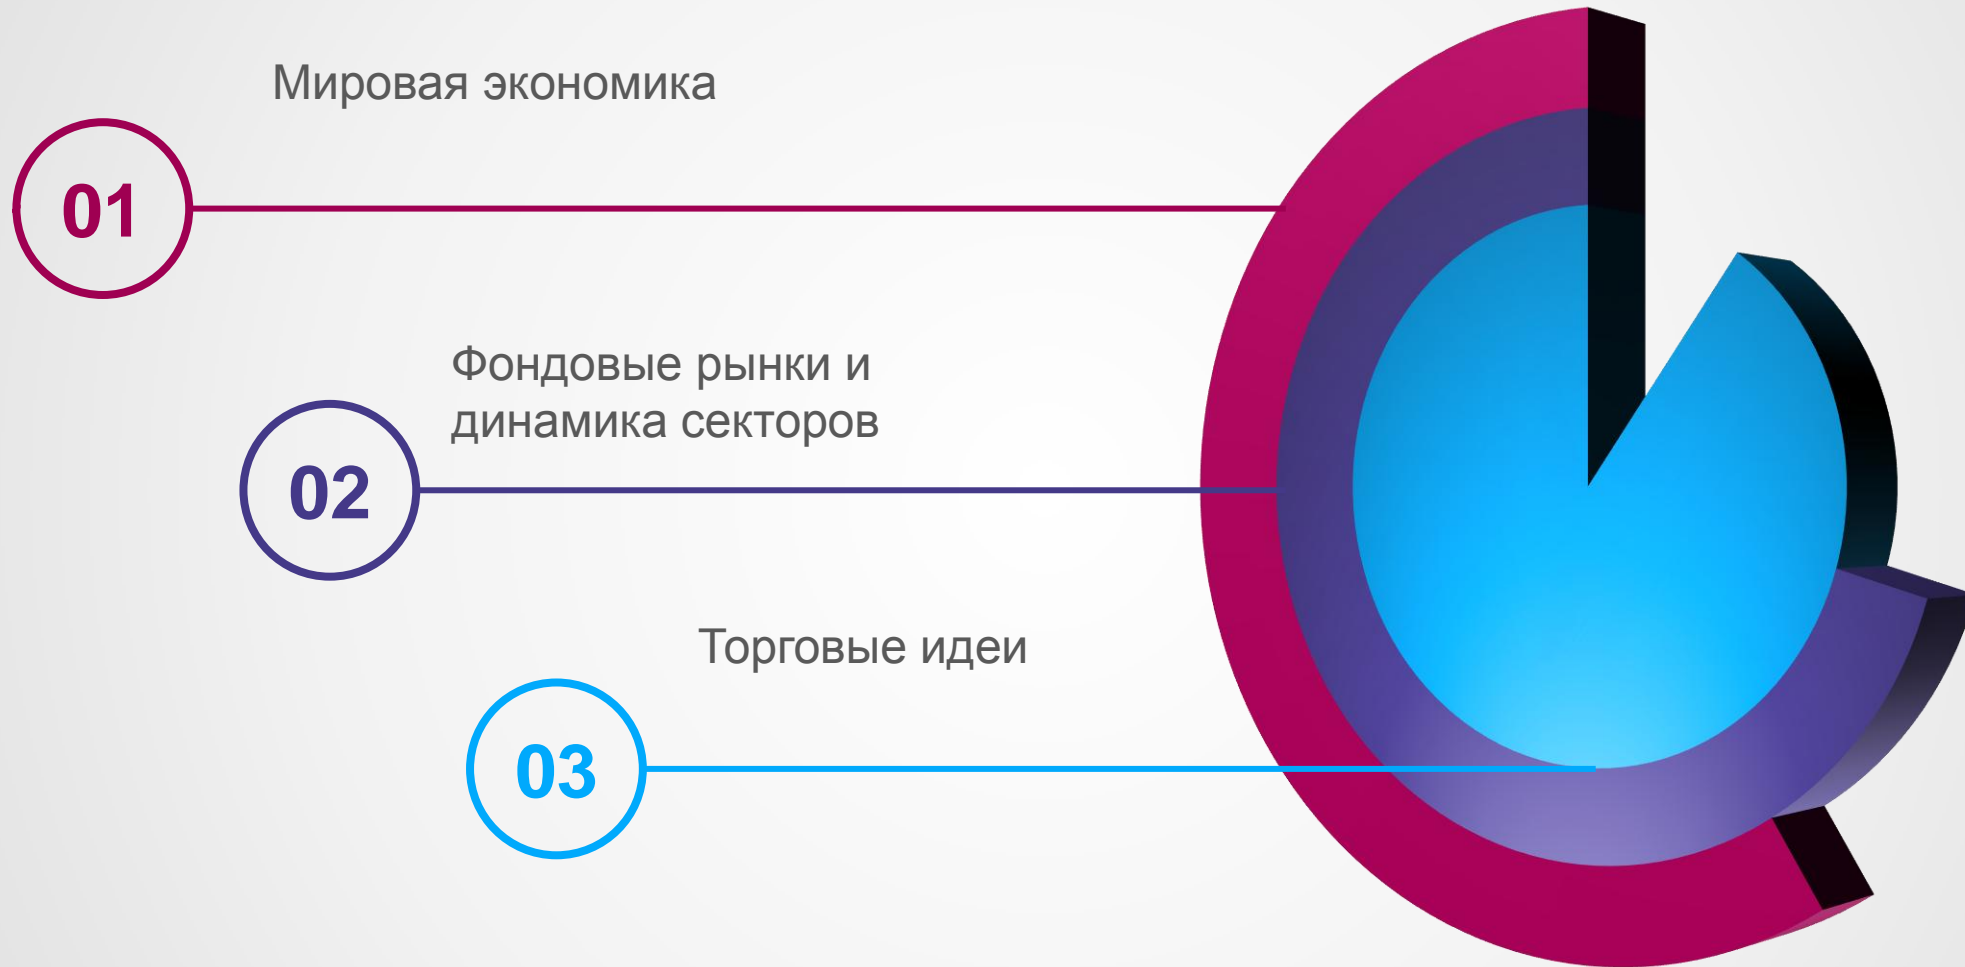 Мировая экономика
01
Фондовые рынки и
динамика секторов
02
Торговые идеи
03